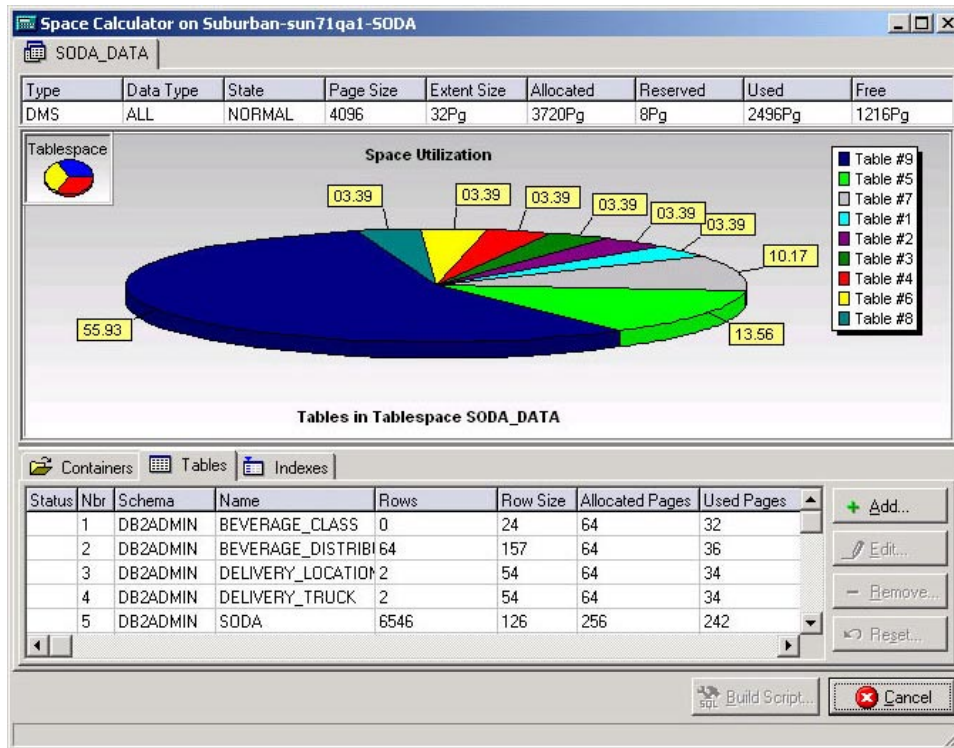 Space Calculator on Suburban-sun71qa1-SODA
SODA_DATA
Type Data Type State Page Size Extent Size Allocated Reserved Used Free
DMS ALL NORMAL 4096 32Pg 3720Pg 8Pg 2496Pg 1216Pg
Tablespace
Space Utilization
03.39 03.39 03.39 03.39 03.39 03.39
10.17
55.93
13.56
Table #9
Table #5
Table #7
Table #1
Table #2
Table #3
Table #4
Table #6
Table #8
Tables in Tablespace SODA_DATA
Containers Tables Indexes
Status Nbr Schema Name Rows Row Size Allocated Pages Used Pages
1 DB2ADMIN BEVERAGE_CLASS 0 24 64 32
2 DB2ADMIN BEVERAGE_DISTRIB 64 157 64 36
3 DB2ADMIN DELIVERY_LOCATION 2 54 64 34
4 DB2ADMIN DELIVERY_TRUCK 2 54 64 34
5 DB2ADMIN SODA 6546 126 256 242
Add...
Edit...
Remove...
Reset...
SQL Build Script...
Cancel